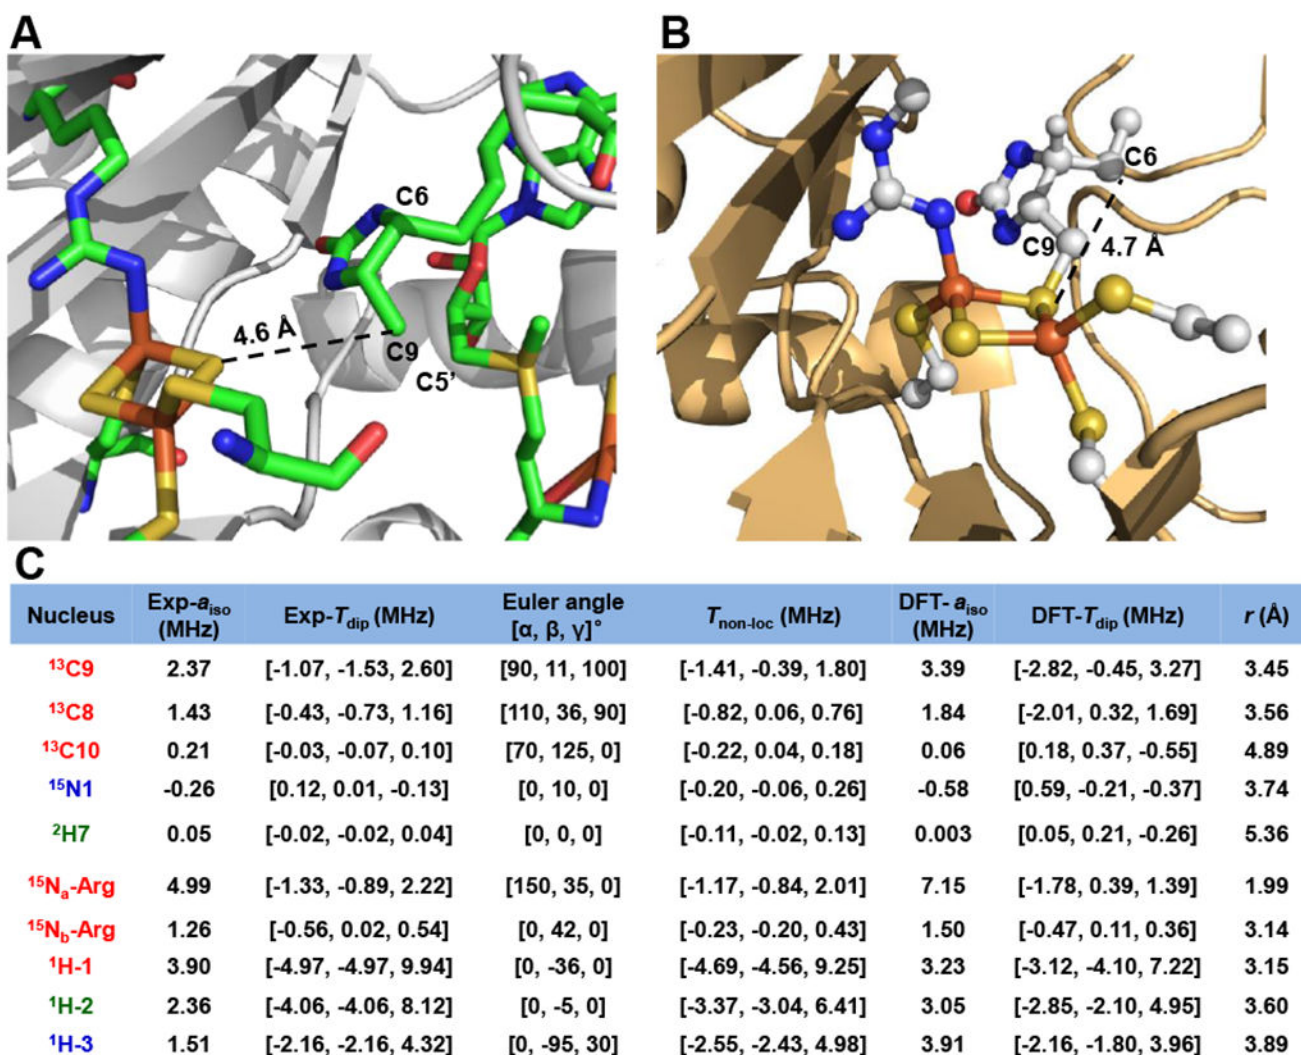 A
B
C6
4.6 Å
C9
C5'
C6
C9
4.7 Å
C
Nucleus Exp-aiso (MHz) Exp-Tdip (MHz) Euler angle [α, β, γ]° Tnon-loc (MHz) DFT- aiso (MHz) DFT-Tdip (MHz) r (Å)
¹³C9 2.37 [-1.07, -1.53, 2.60] [90, 11, 100] [-1.41, -0.39, 1.80] 3.39 [-2.82, -0.45, 3.27] 3.45
¹³C8 1.43 [-0.43, -0.73, 1.16] [110, 36, 90] [-0.82, 0.06, 0.76] 1.84 [-2.01, 0.32, 1.69] 3.56
¹³C10 0.21 [-0.03, -0.07, 0.10] [70, 125, 0] [-0.22, 0.04, 0.18] 0.06 [0.18, 0.37, -0.55] 4.89
¹⁵N1 -0.26 [0.12, 0.01, -0.13] [0, 10, 0] [-0.20, -0.06, 0.26] -0.58 [0.59, -0.21, -0.37] 3.74
²H7 0.05 [-0.02, -0.02, 0.04] [0, 0, 0] [-0.11, -0.02, 0.13] 0.003 [0.05, 0.21, -0.26] 5.36
¹⁵Na-Arg 4.99 [-1.33, -0.89, 2.22] [150, 35, 0] [-1.17, -0.84, 2.01] 7.15 [-1.78, 0.39, 1.39] 1.99
¹⁵Nb-Arg 1.26 [-0.56, 0.02, 0.54] [0, 42, 0] [-0.23, -0.20, 0.43] 1.50 [-0.47, 0.11, 0.36] 3.14
¹H-1 3.90 [-4.97, -4.97, 9.94] [0, -36, 0] [-4.69, -4.56, 9.25] 3.23 [-3.12, -4.10, 7.22] 3.15
¹H-2 2.36 [-4.06, -4.06, 8.12] [0, -5, 0] [-3.37, -3.04, 6.41] 3.05 [-2.85, -2.10, 4.95] 3.60
¹H-3 1.51 [-2.16, -2.16, 4.32] [0, -95, 30] [-2.55, -2.43, 4.98] 3.91 [-2.16, -1.80, 3.96] 3.89